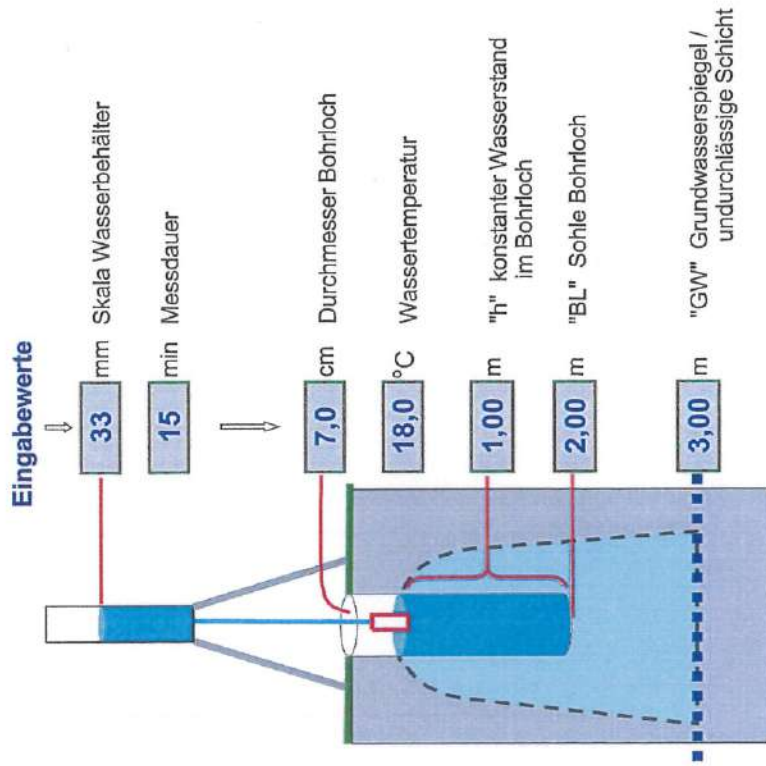 Eingabewerte
33 mm Skala Wasserbehälter
15 min Messdauer
7,0 cm Durchmesser Bohrloch
18,0 °C Wassertemperatur
1,00 m "h" konstanter Wasserstand
im Bohrloch
2,00 m "BL" Sohle Bohrloch
3,00 m "GW" Grundwasserspiegel /
undurchlässige Schicht